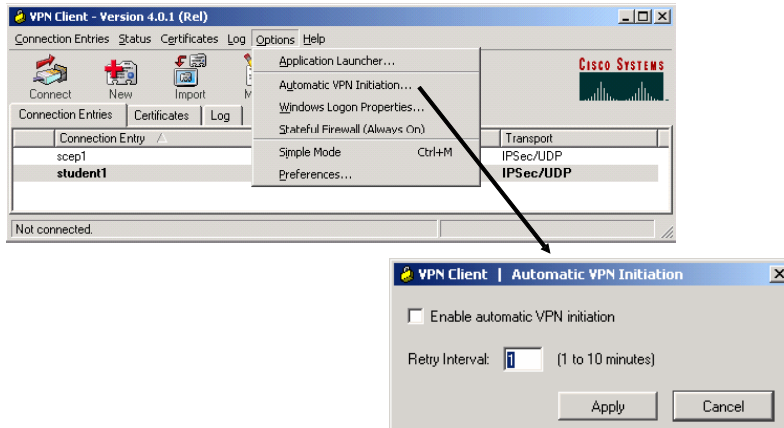 VPN Client - Version 4.0.1 (Rel)
Connection Entries Status Certificates Log Options Help
Connect New Import
CISCO SYSTEMS
Application Launcher...
Automatic VPN Initiation...
Windows Logon Properties...
Stateful Firewall (Always On)
Simple Mode Ctrl+M
Preferences...
Connection Entries Certificates Log
Connection Entry Transport
scep1 IPSec/UDP
student1 IPSec/UDP
Not connected.
VPN Client | Automatic VPN Initiation
Enable automatic VPN initiation
Retry Interval: 1 (1 to 10 minutes)
Apply Cancel